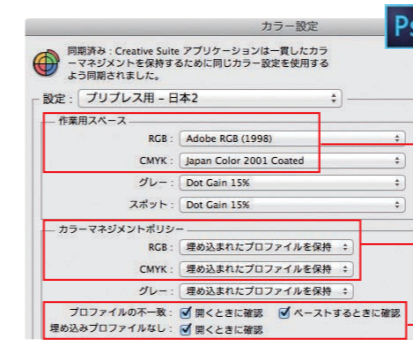 カラー設定
Ps
同期済み : Creative Suite アプリケーションは一貫したカラ
ーマネジメントを保持するために同じカラー設定を使用する
よう同期されました。
設定 : プリプレス用 – 日本2
作業用スペース
RGB : Adobe RGB (1998)
CMYK : Japan Color 2001 Coated
グレー : Dot Gain 15%
スポット : Dot Gain 15%
カラーマネジメントポリシー
RGB : 埋め込まれたプロファイルを保持
CMYK : 埋め込まれたプロファイルを保持
グレー : 埋め込まれたプロファイルを保持
プロファイルの不一致 : 開くときに確認 ペーストするときに確認
埋め込みプロファイルなし : 開くときに確認